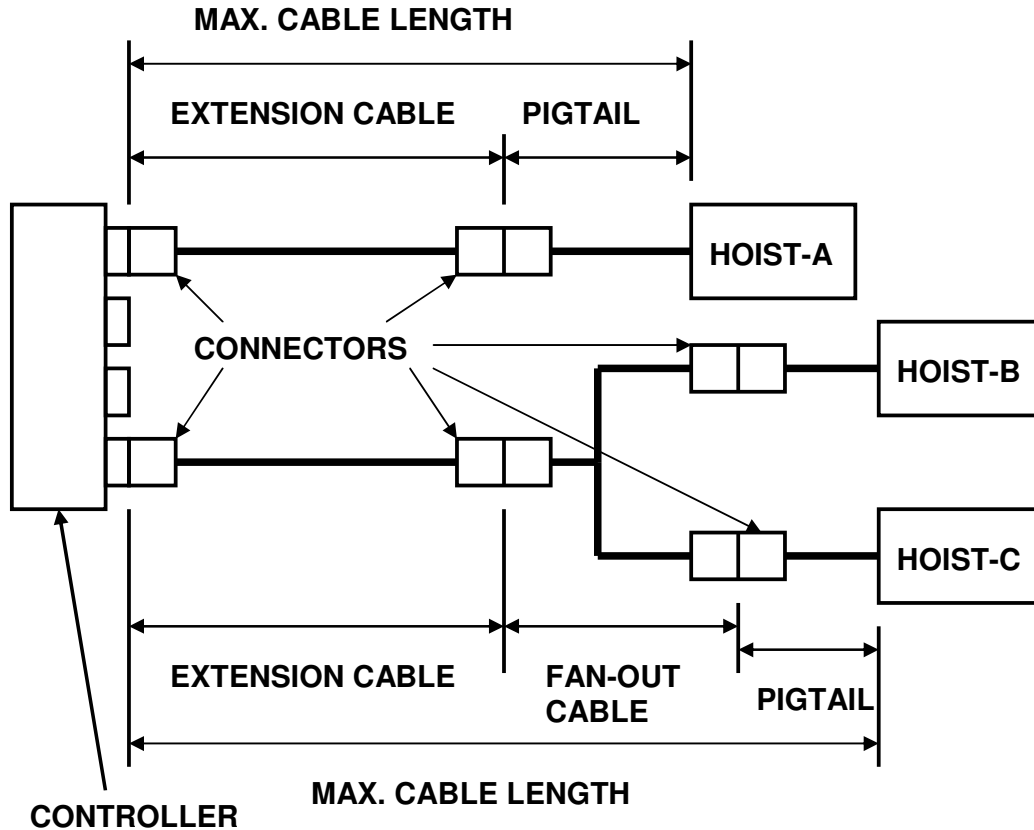 MAX. CABLE LENGTH
EXTENSION CABLE
PIGTAIL
HOIST-A
CONNECTORS
HOIST-B
HOIST-C
EXTENSION CABLE
FAN-OUT
CABLE
PIGTAIL
MAX. CABLE LENGTH
CONTROLLER